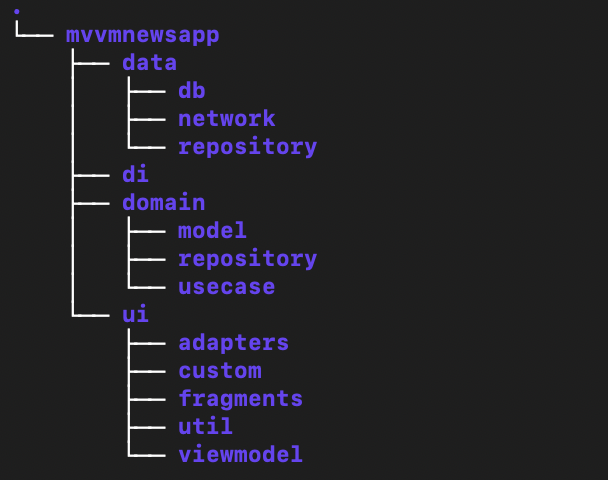 .
└── mvvmnewsapp
    ├── data
    │   ├── db
    │   ├── network
    │   └── repository
    ├── di
    ├── domain
    │   ├── model
    │   ├── repository
    │   └── usecase
    └── ui
        ├── adapters
        ├── custom
        ├── fragments
        ├── util
        └── viewmodel